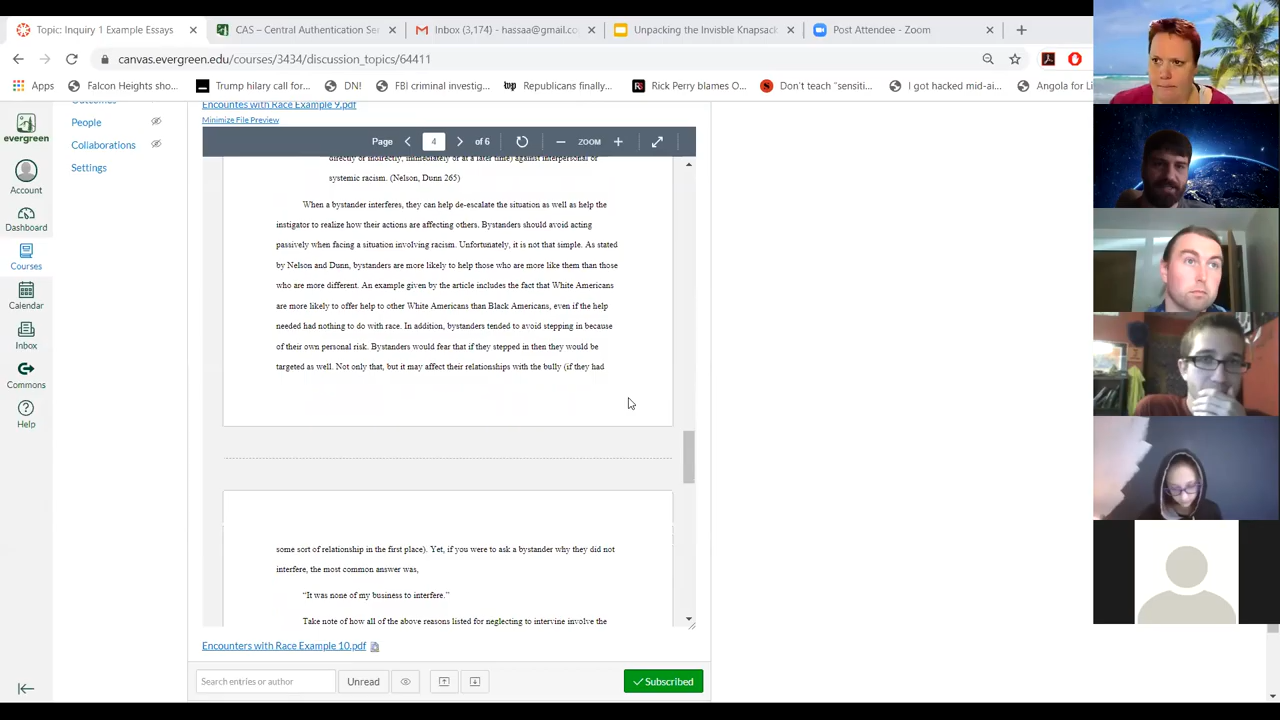 Topic: Inquiry 1 Example Essays
CAS – Central Authentication Ser
Inbox (3,174) - hassaa@gmail.co
Unpacking the Invisble Knapsack
Post Attendee - Zoom
canvas.evergreen.edu/courses/3434/discussion_topics/64411
Apps
Falcon Heights sho...
Trump hilary call for...
DN!
FBI criminal investig...
Republicans finally...
Rick Perry blames O...
Don't teach "sensiti...
I got hacked mid-ai...
Angola for Li
evergreen
Account
Dashboard
Courses
Calendar
Inbox
Commons
Help
People
Collaborations
Settings
Encountes with Race Example 9.pdf
Minimize File Preview
Page
4
of 6
ZOOM
directly or indirectly, immediately or at a later time) against interpersonal or
systemic racism. (Nelson, Dunn 265)
When a bystander interferes, they can help de-escalate the situation as well as help the
instigator to realize how their actions are affecting others. Bystanders should avoid acting
passively when facing a situation involving racism. Unfortunately, it is not that simple. As stated
by Nelson and Dunn, bystanders are more likely to help those who are more like them than those
who are more different. An example given by the article includes the fact that White Americans
are more likely to offer help to other White Americans than Black Americans, even if the help
needed had nothing to do with race. In addition, bystanders tended to avoid stepping in because
of their own personal risk. Bystanders would fear that if they stepped in then they would be
targeted as well. Not only that, but it may affect their relationships with the bully (if they had
some sort of relationship in the first place). Yet, if you were to ask a bystander why they did not
interfere, the most common answer was,
“It was none of my business to interfere.”
Take note of how all of the above reasons listed for neglecting to intervine involve the
Encounters with Race Example 10.pdf
Search entries or author
Unread
Subscribed